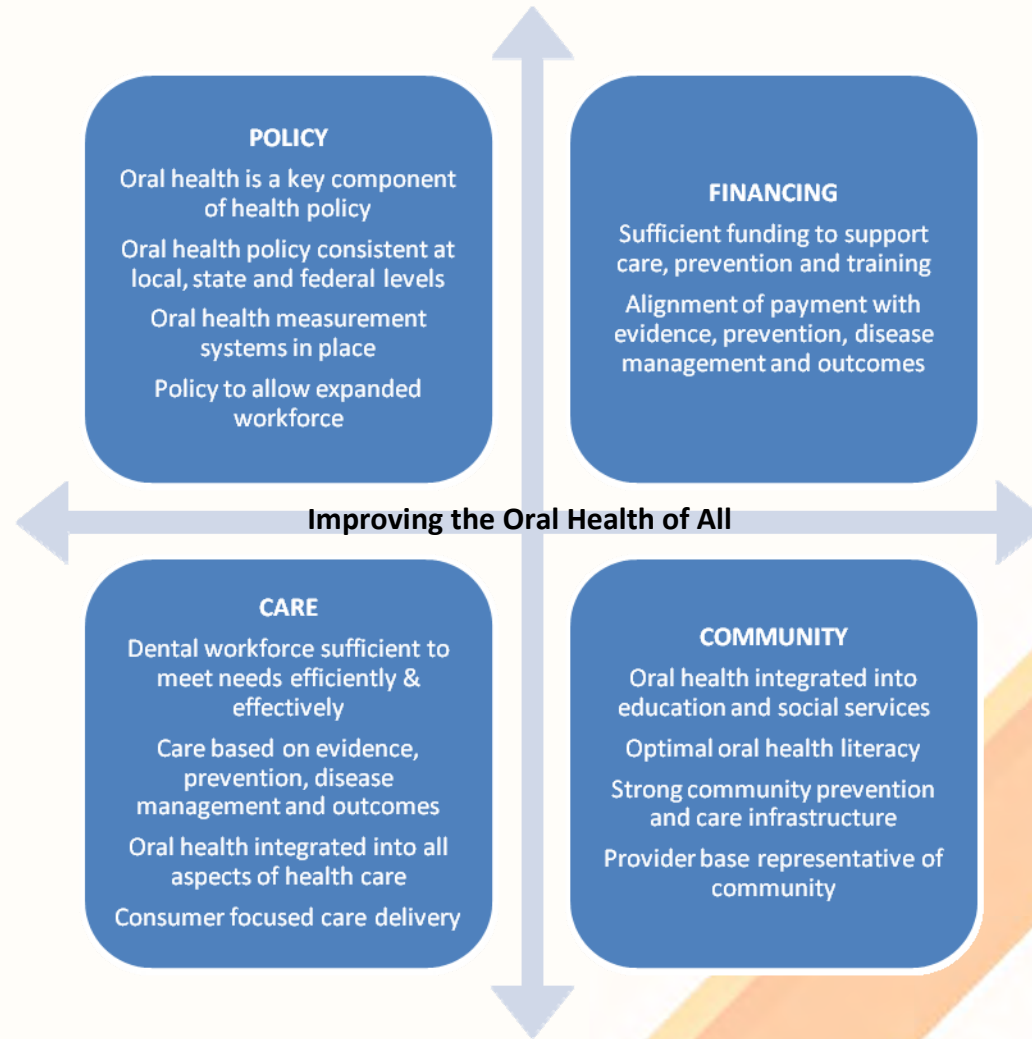 POLICY
Oral health is a key component
of health policy
Oral health policy consistent at
local, state and federal levels
Oral health measurement
systems in place
Policy to allow expanded
workforce
FINANCING
Sufficient funding to support
care, prevention and training
Alignment of payment with
evidence, prevention, disease
management and outcomes
Improving the Oral Health of All
CARE
Dental workforce sufficient to
meet needs efficiently &
effectively
Care based on evidence,
prevention, disease
management and outcomes
Oral health integrated into all
aspects of health care
Consumer focused care delivery
COMMUNITY
Oral health integrated into
education and social services
Optimal oral health literacy
Strong community prevention
and care infrastructure
Provider base representative of
community